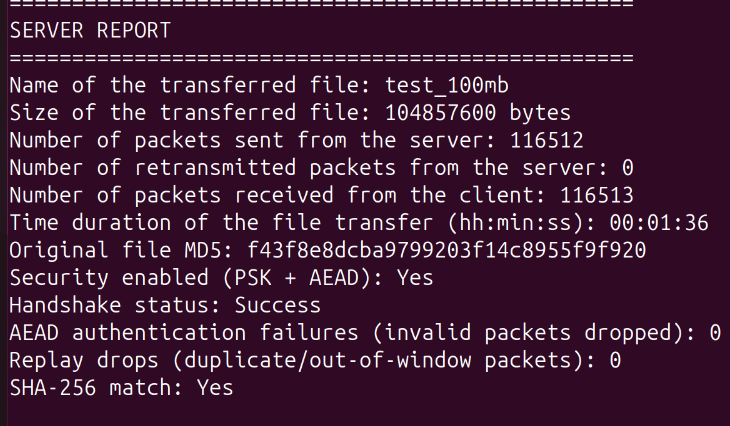 ==================================================
SERVER REPORT
==================================================
Name of the transferred file: test_100mb
Size of the transferred file: 104857600 bytes
Number of packets sent from the server: 116512
Number of retransmitted packets from the server: 0
Number of packets received from the client: 116513
Time duration of the file transfer (hh:min:ss): 00:01:36
Original file MD5: f43f8e8dcba9799203f14c8955f9f920
Security enabled (PSK + AEAD): Yes
Handshake status: Success
AEAD authentication failures (invalid packets dropped): 0
Replay drops (duplicate/out-of-window packets): 0
SHA-256 match: Yes